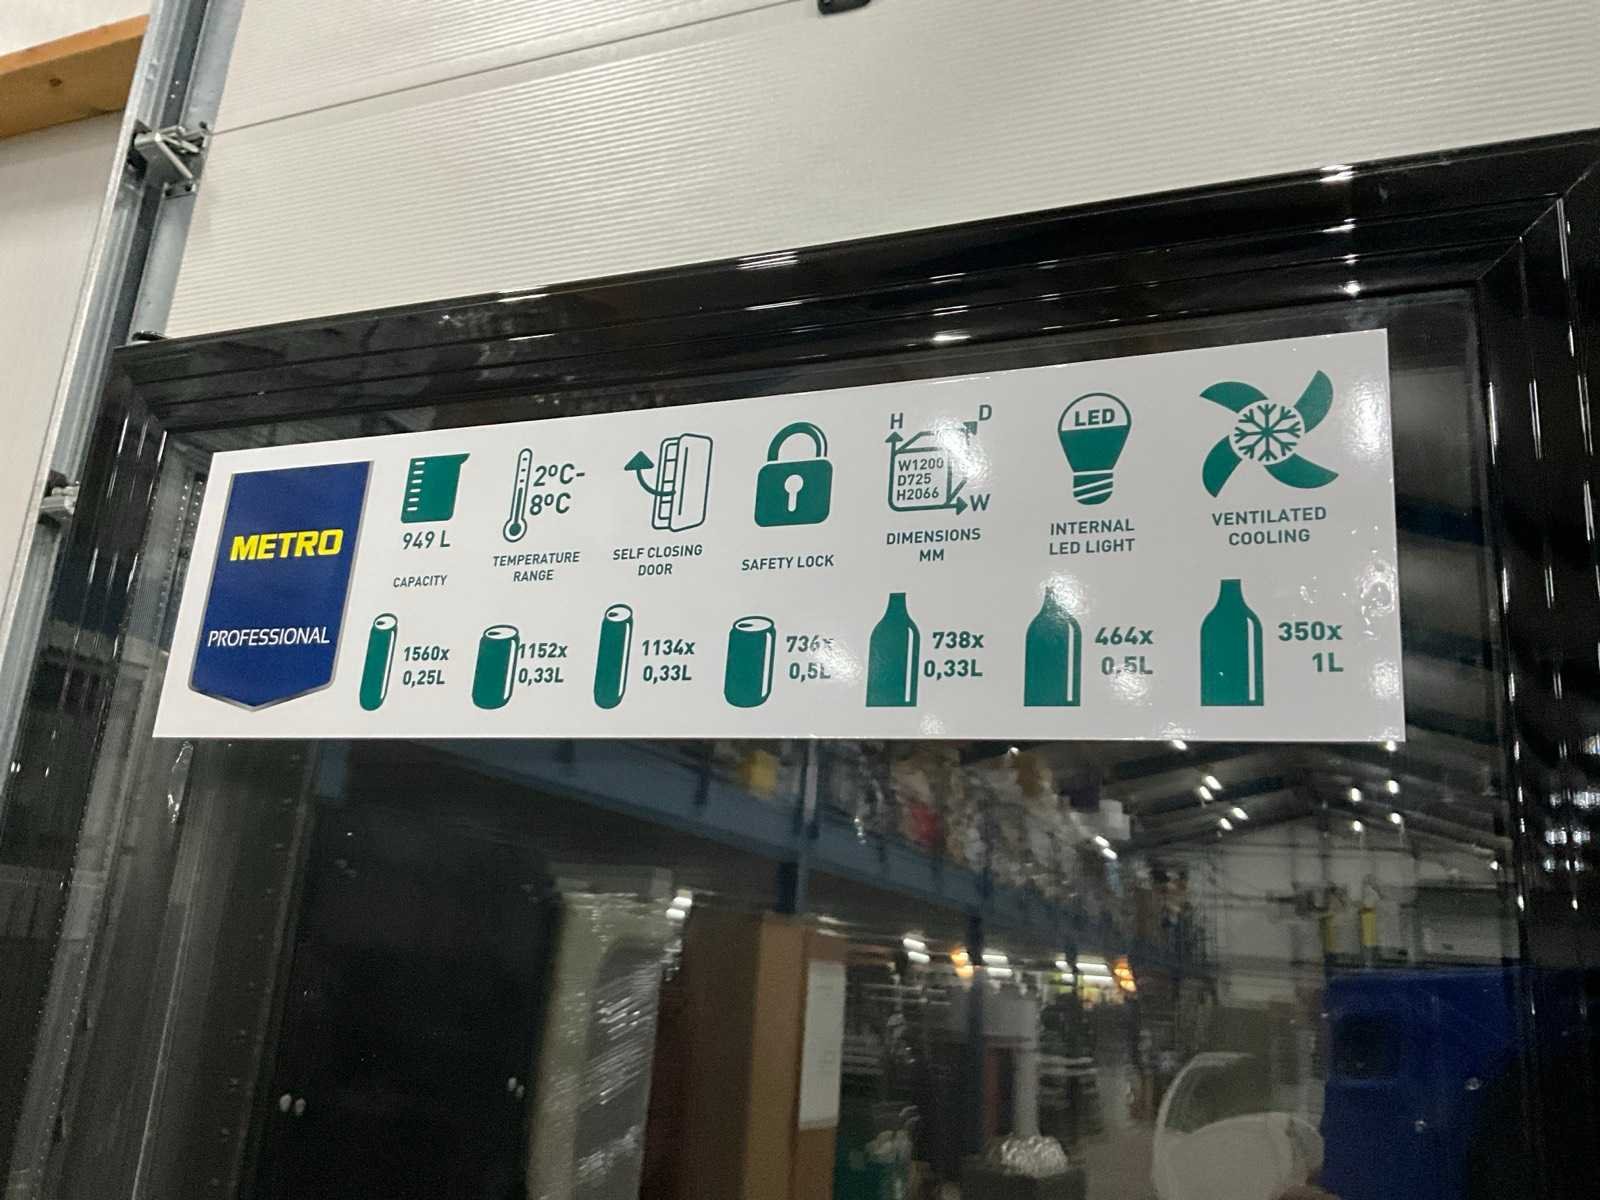 METRO
PROFESSIONAL
949 L
CAPACITY
2ºC-
8ºC
TEMPERATURE
RANGE
SELF CLOSING
DOOR
SAFETY LOCK
H
D
W1200
D725
H2066
W
DIMENSIONS
MM
LED
INTERNAL
LED LIGHT
VENTILATED
COOLING
1560x
0,25L
1152x
0,33L
1134x
0,33L
736x
0,5L
738x
0,33L
464x
0,5L
350x
1L